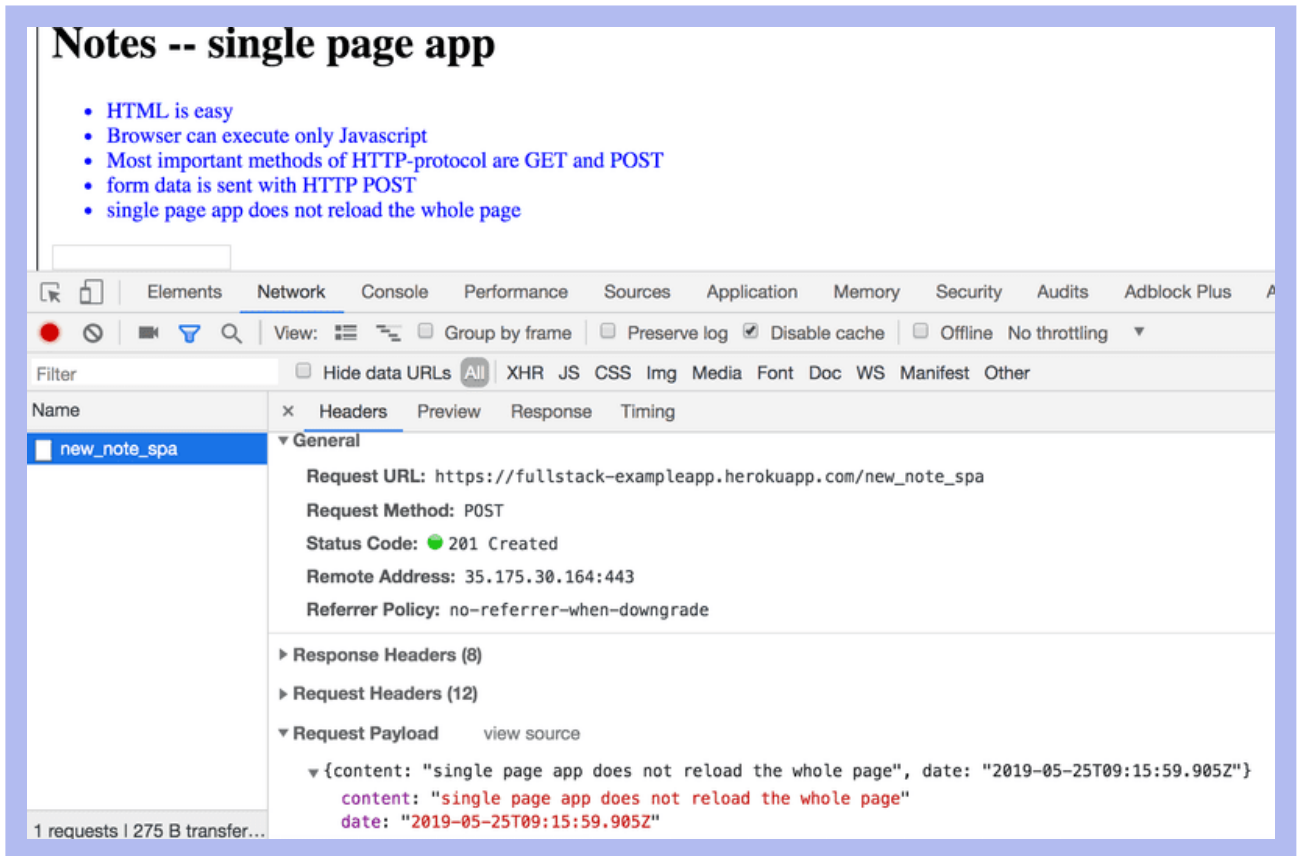 Notes -- single page app
HTML is easy
Browser can execute only Javascript
Most important methods of HTTP-protocol are GET and POST
form data is sent with HTTP POST
single page app does not reload the whole page
Elements Network Console Performance Sources Application Memory Security Audits Adblock Plus A
View: Group by frame Preserve log Disable cache Offline No throttling
Filter Hide data URLs All XHR JS CSS Img Media Font Doc WS Manifest Other
Name × Headers Preview Response Timing
new_note_spa
General
Request URL: https://fullstack-exampleapp.herokuapp.com/new_note_spa
Request Method: POST
Status Code: 201 Created
Remote Address: 35.175.30.164:443
Referrer Policy: no-referrer-when-downgrade
Response Headers (8)
Request Headers (12)
Request Payload view source
{content: "single page app does not reload the whole page", date: "2019-05-25T09:15:59.905Z"}
content: "single page app does not reload the whole page"
date: "2019-05-25T09:15:59.905Z"
1 requests | 275 B transfer...